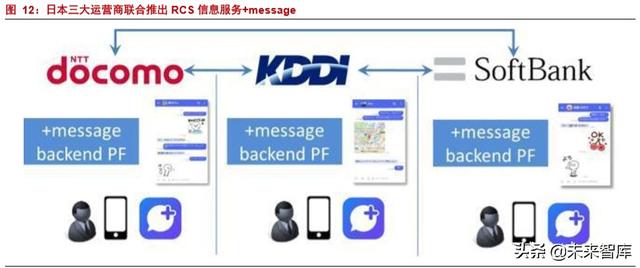 图 12：日本三大运营商联合推出 RCS 信息服务+message
NTT
docomo
KDDI
SoftBank
+message
backend PF
+message
backend PF
+message
backend PF
OK
头条 @未来智库